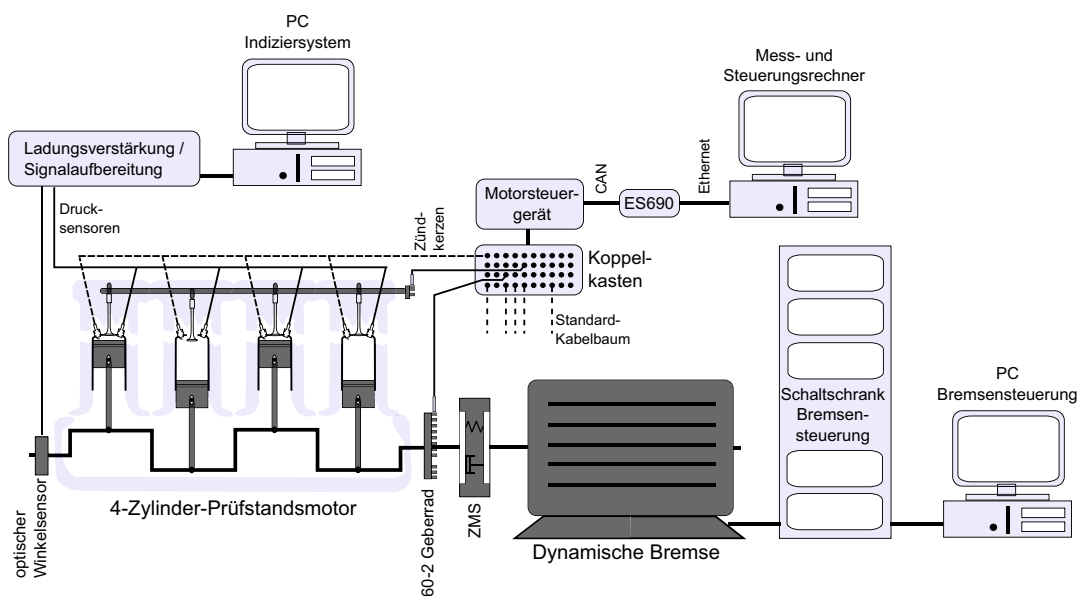 PC
Indiziersystem
Mess- und
Steuerungsrechner
Ladungsverstärkung /
Signalaufbereitung
Druck-
sensoren
Zünd-
kerzen
Motorsteuer-
gerät
CAN
ES690
Ethernet
Koppel-
kasten
Standard-
Kabelbaum
Schaltschrank
Bremsen-
steuerung
PC
Bremsensteuerung
optischer
Winkelsensor
4-Zylinder-Prüfstandsmotor
60-2 Geberrad
ZMS
Dynamische Bremse